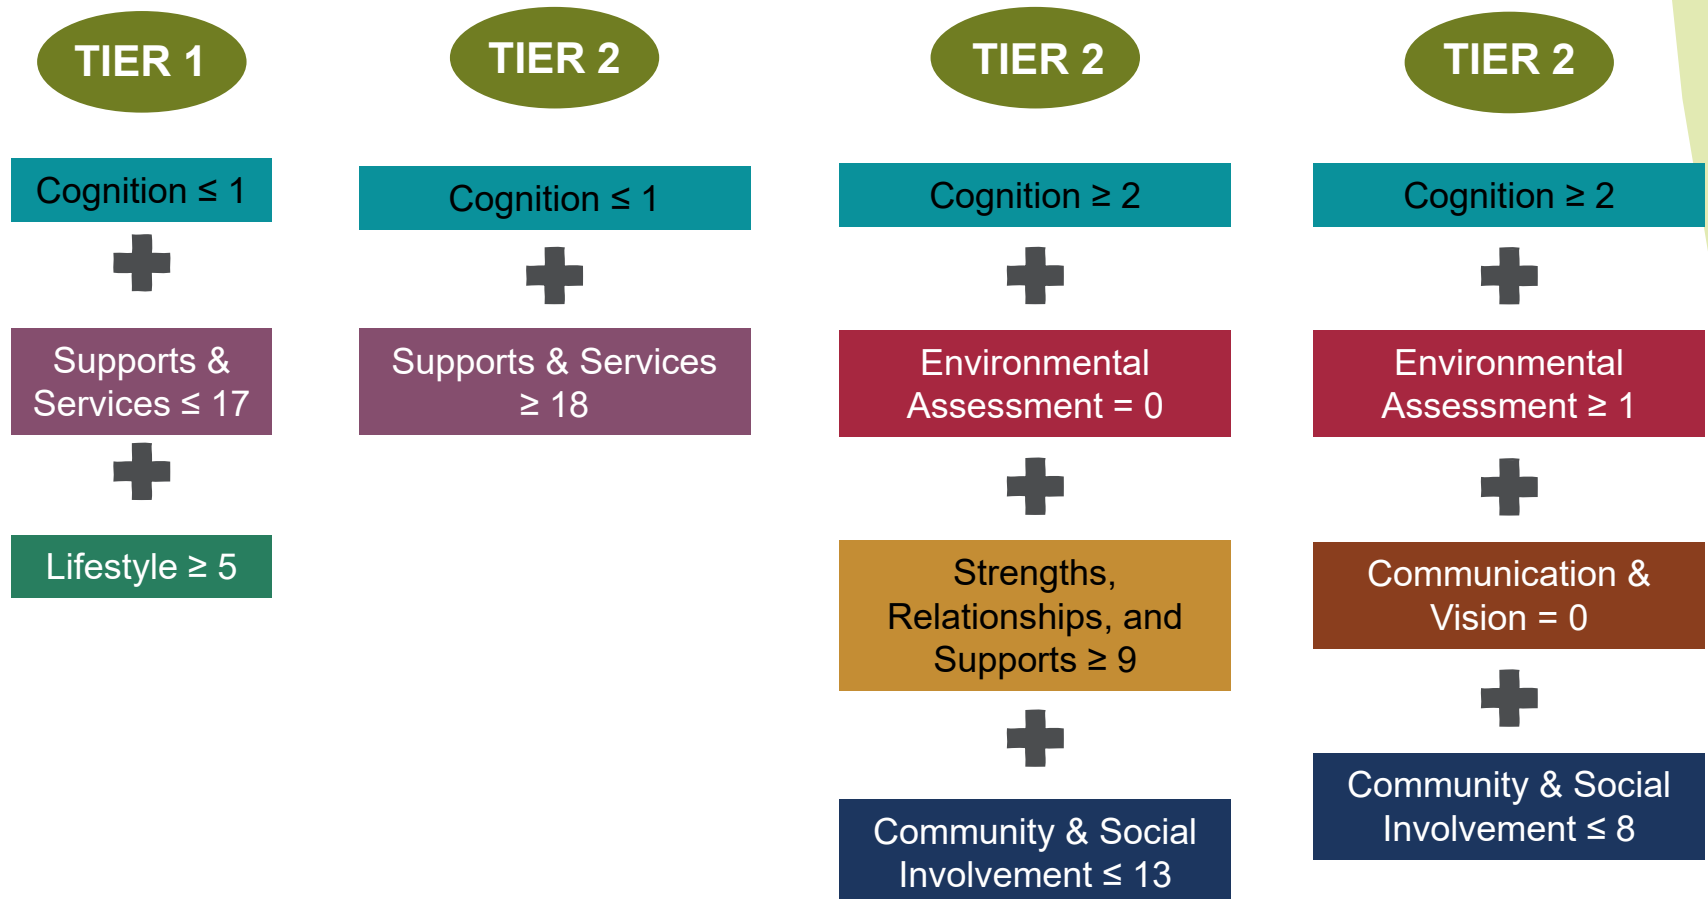 TIER 1
Cognition ≤ 1
Supports &
Services ≤ 17
Lifestyle ≥ 5
TIER 2
Cognition ≤ 1
Supports & Services
≥ 18
TIER 2
Cognition ≥ 2
Environmental
Assessment = 0
Strengths,
Relationships, and
Supports ≥ 9
Community & Social
Involvement ≤ 13
TIER 2
Cognition ≥ 2
Environmental
Assessment ≥ 1
Communication &
Vision = 0
Community & Social
Involvement ≤ 8